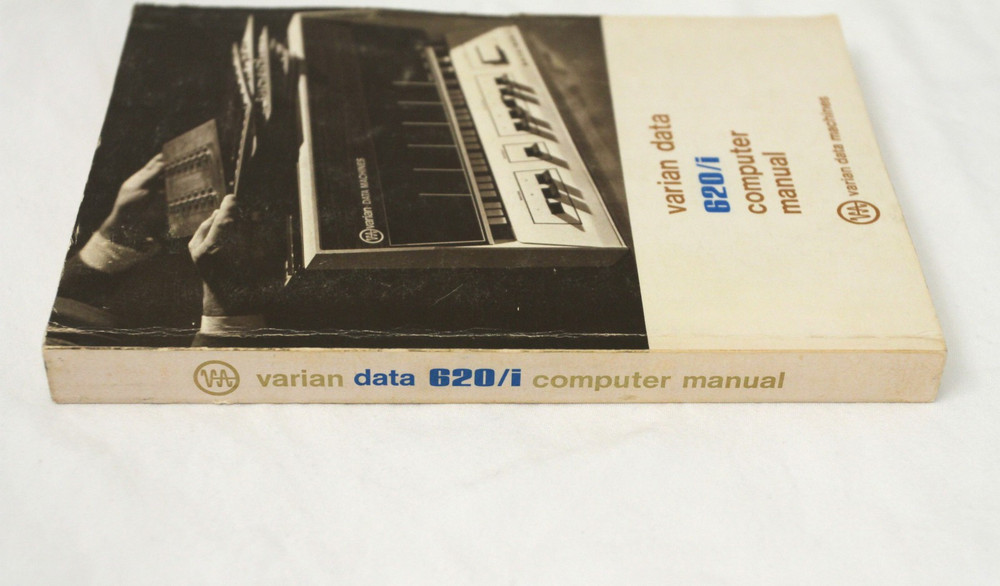 varian data
620/i
computer
manual
varian data machines
varian DATA MACHINES
varian data 620/i computer manual